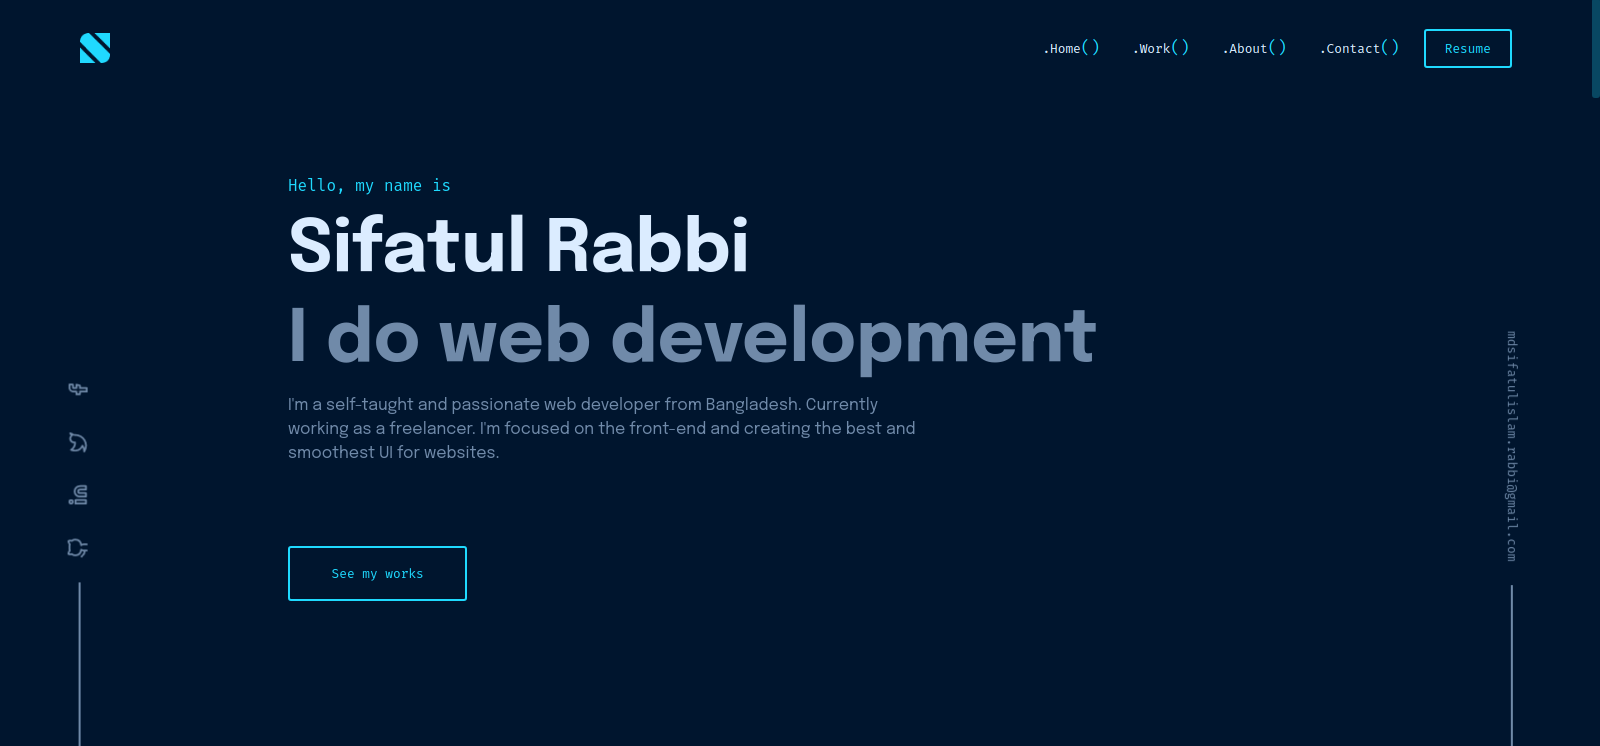 .Home()
.Work()
.About()
.Contact()
Resume
Hello, my name is
Sifatul Rabbi
I do web development
I'm a self-taught and passionate web developer from Bangladesh. Currently
working as a freelancer. I'm focused on the front-end and creating the best and
smoothest UI for websites.
See my works
mdsifatulislam.rabbi@gmail.com